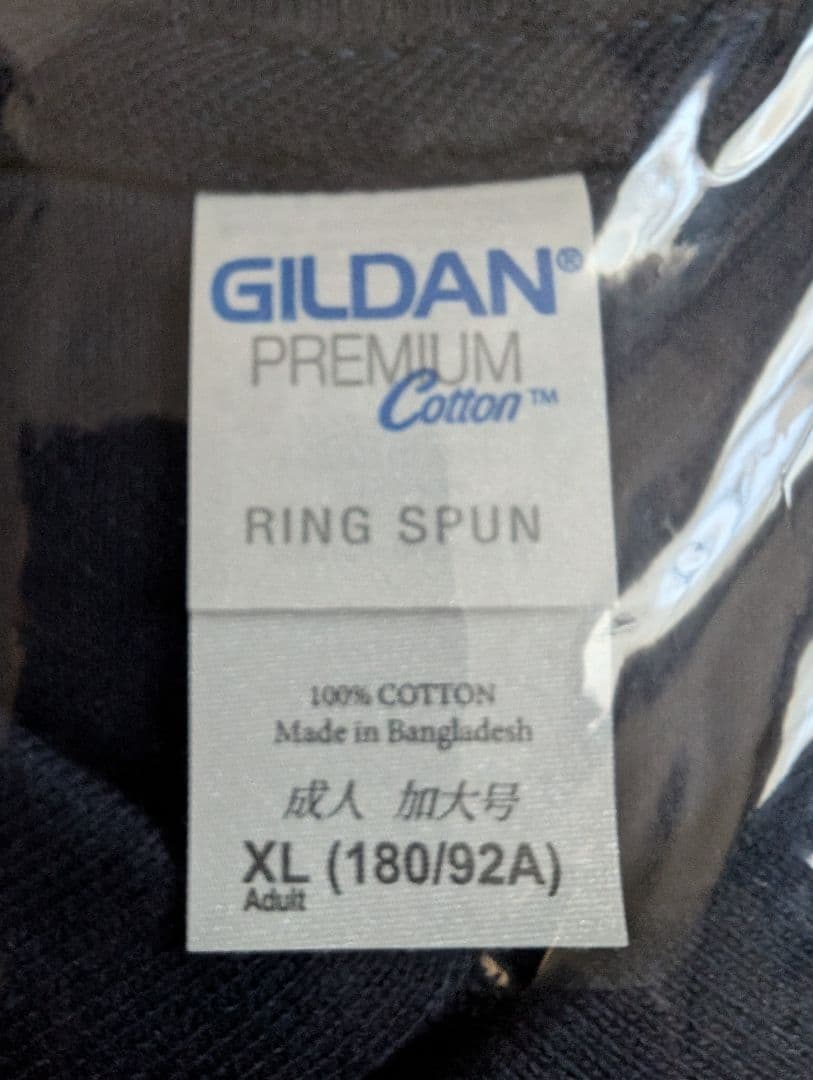 GILDAN®
PREMIUM
Cotton™
RING SPUN
100% COTTON
Made in Bangladesh
成人 加大号
XL (180/92A)
Adult